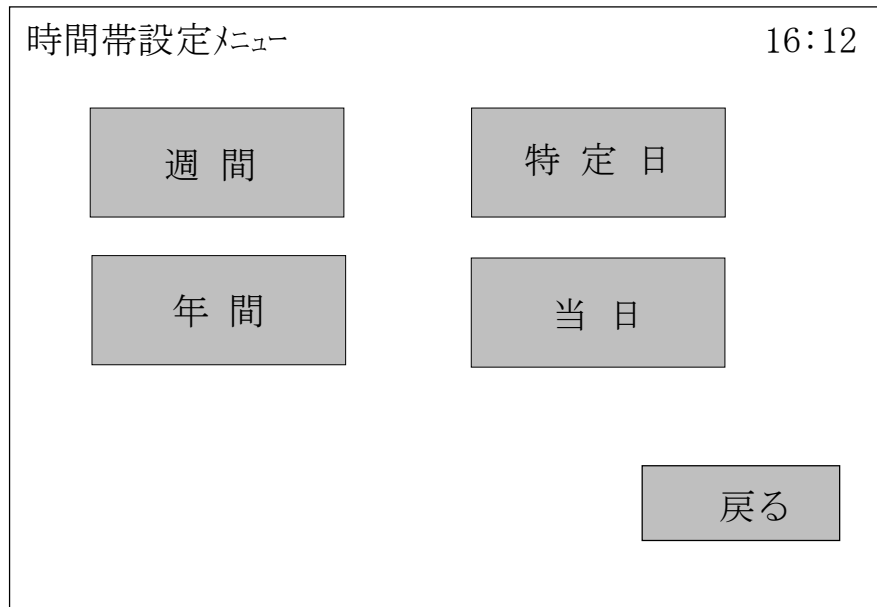 時間帯設定ﾒﾆｭｰ 16:12
週 間 特 定 日
年 間 当 日
戻る